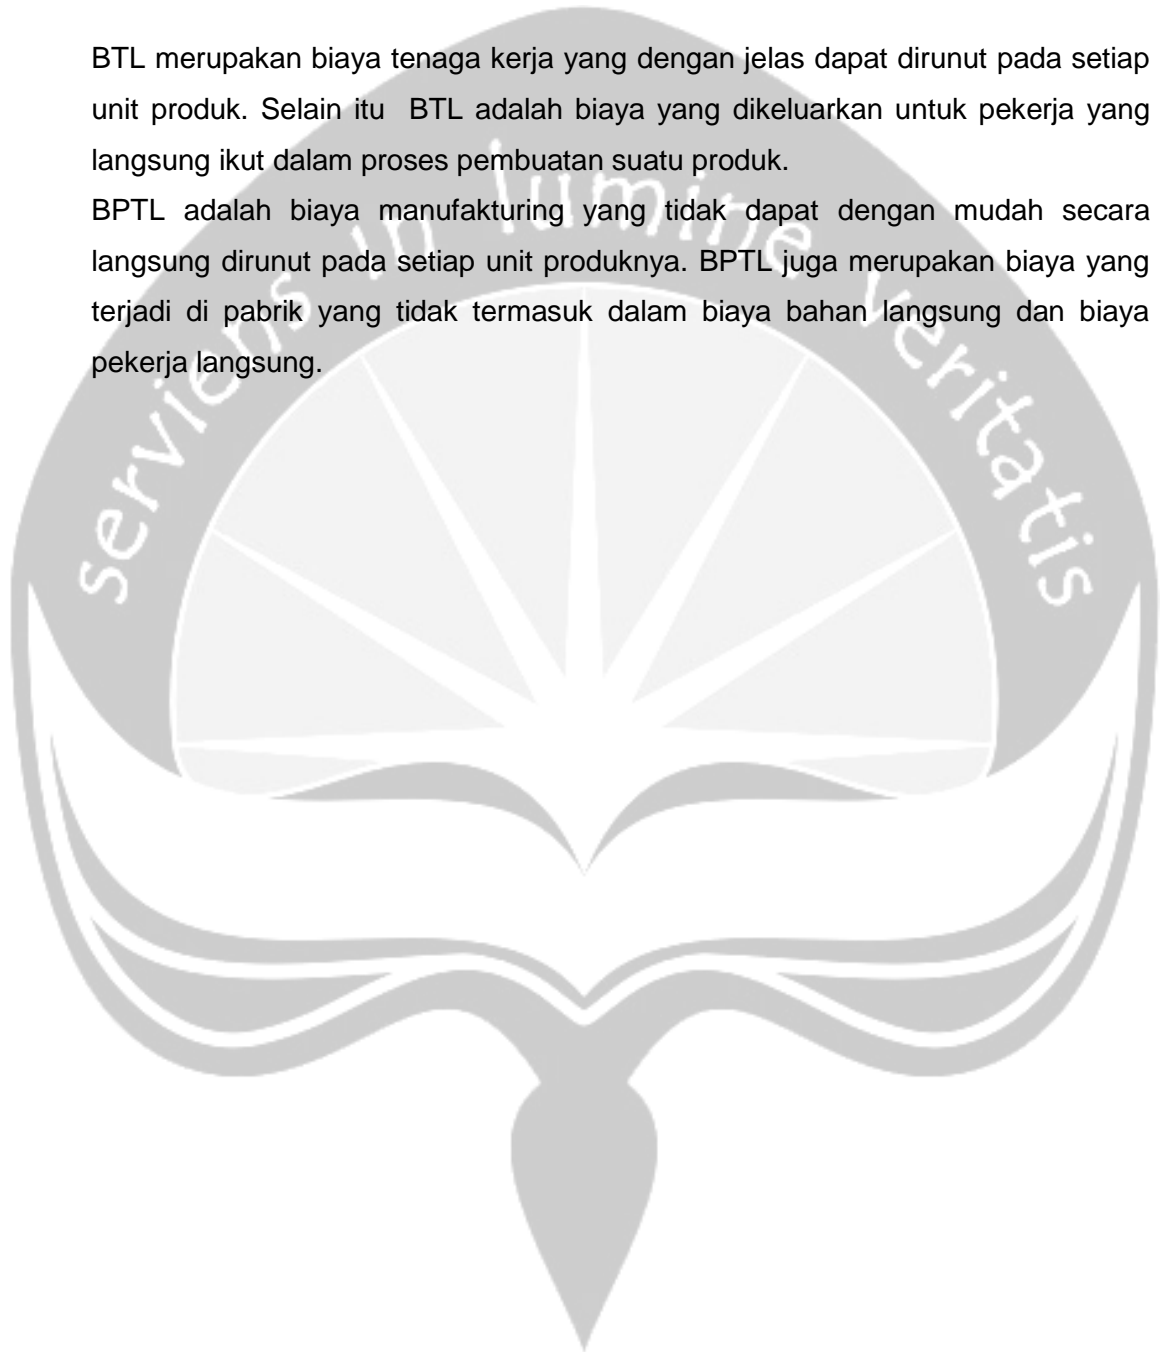 BTL merupakan biaya tenaga kerja yang dengan jelas dapat dirunut pada setiap
unit produk. Selain itu BTL adalah biaya yang dikeluarkan untuk pekerja yang
langsung ikut dalam proses pembuatan suatu produk.
BPTL adalah biaya manufakturing yang tidak dapat dengan mudah secara
langsung dirunut pada setiap unit produknya. BPTL juga merupakan biaya yang
terjadi di pabrik yang tidak termasuk dalam biaya bahan langsung dan biaya
pekerja langsung.
serviens in lumine veritatis